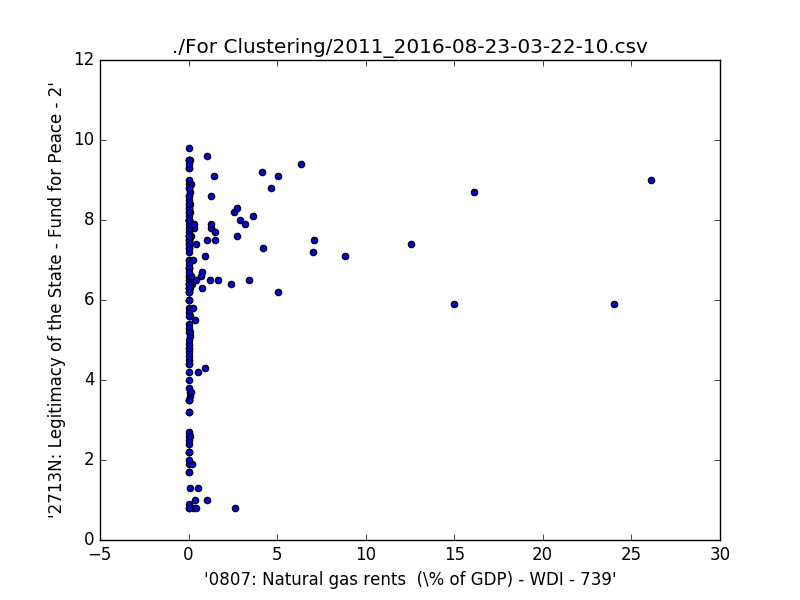 ./For Clustering/2011_2016-08-23-03-22-10.csv
12
10
8
6
4
2
0
'2713N: Legitimacy of the State - Fund for Peace - 2'
−5 0 5 10 15 20 25 30
'0807: Natural gas rents  (\% of GDP) - WDI - 739'